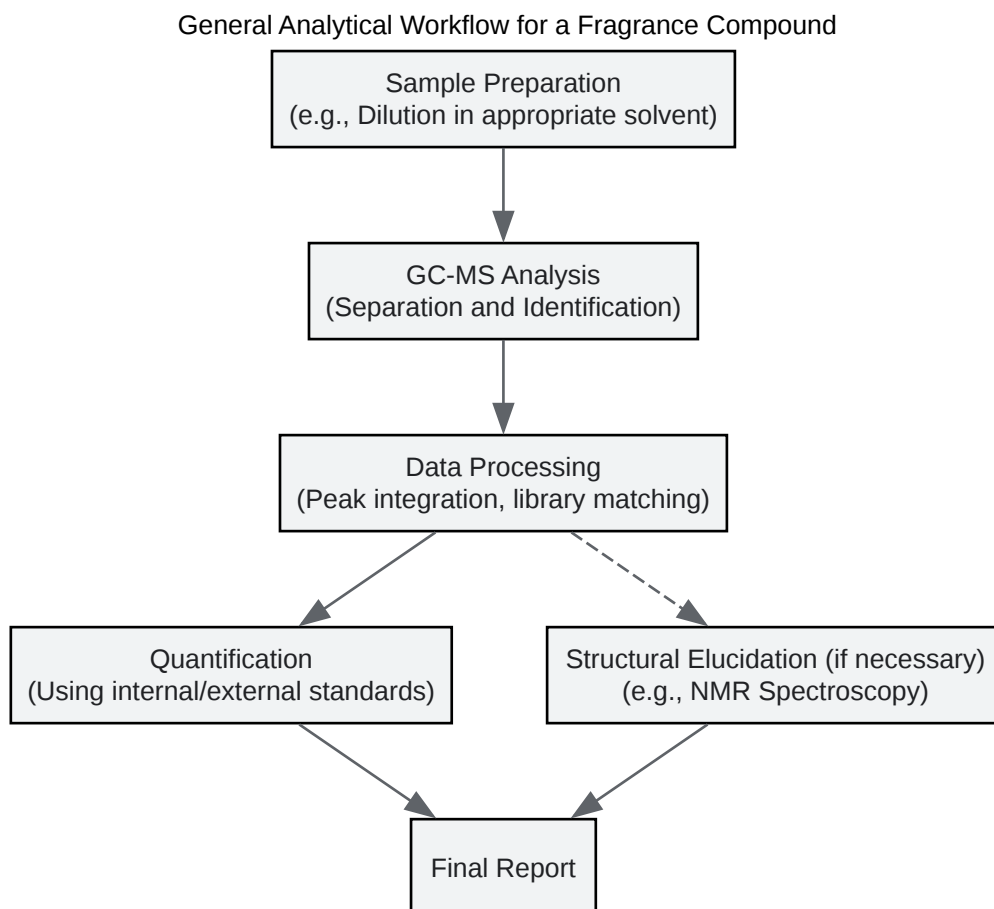 General Analytical Workflow for a Fragrance Compound
Sample Preparation
(e.g., Dilution in appropriate solvent)
GC-MS Analysis
(Separation and Identification)
Data Processing
(Peak integration, library matching)
Quantification
(Using internal/external standards)
Structural Elucidation (if necessary)
(e.g., NMR Spectroscopy)
Final Report